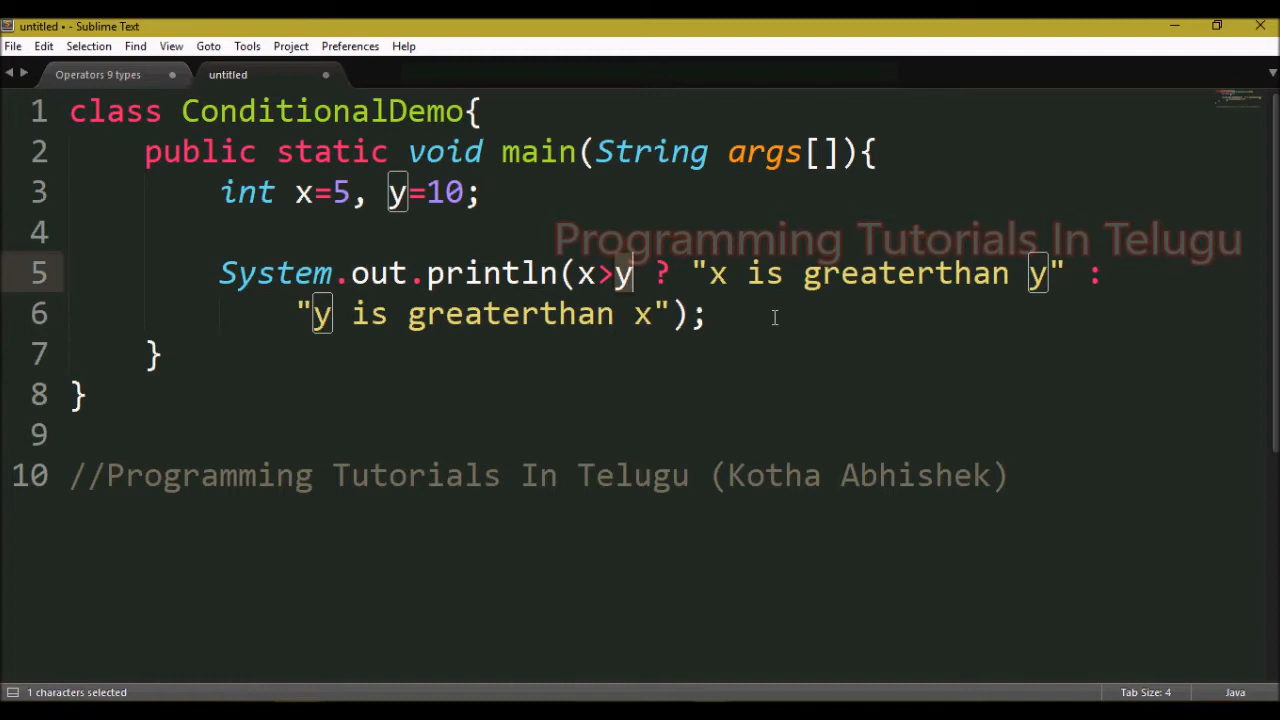 untitled • - Sublime Text
File Edit Selection Find View Goto Tools Project Preferences Help
Operators 9 types untitled
1 class ConditionalDemo{
2 public static void main(String args[]){
3 int x=5, y=10;
4
Programming Tutorials In Telugu
5 System.out.println(x>y ? "x is greaterthan y" :
6 "y is greaterthan x");
7 }
8 }
9
10 //Programming Tutorials In Telugu (Kotha Abhishek)
1 characters selected Tab Size: 4 Java